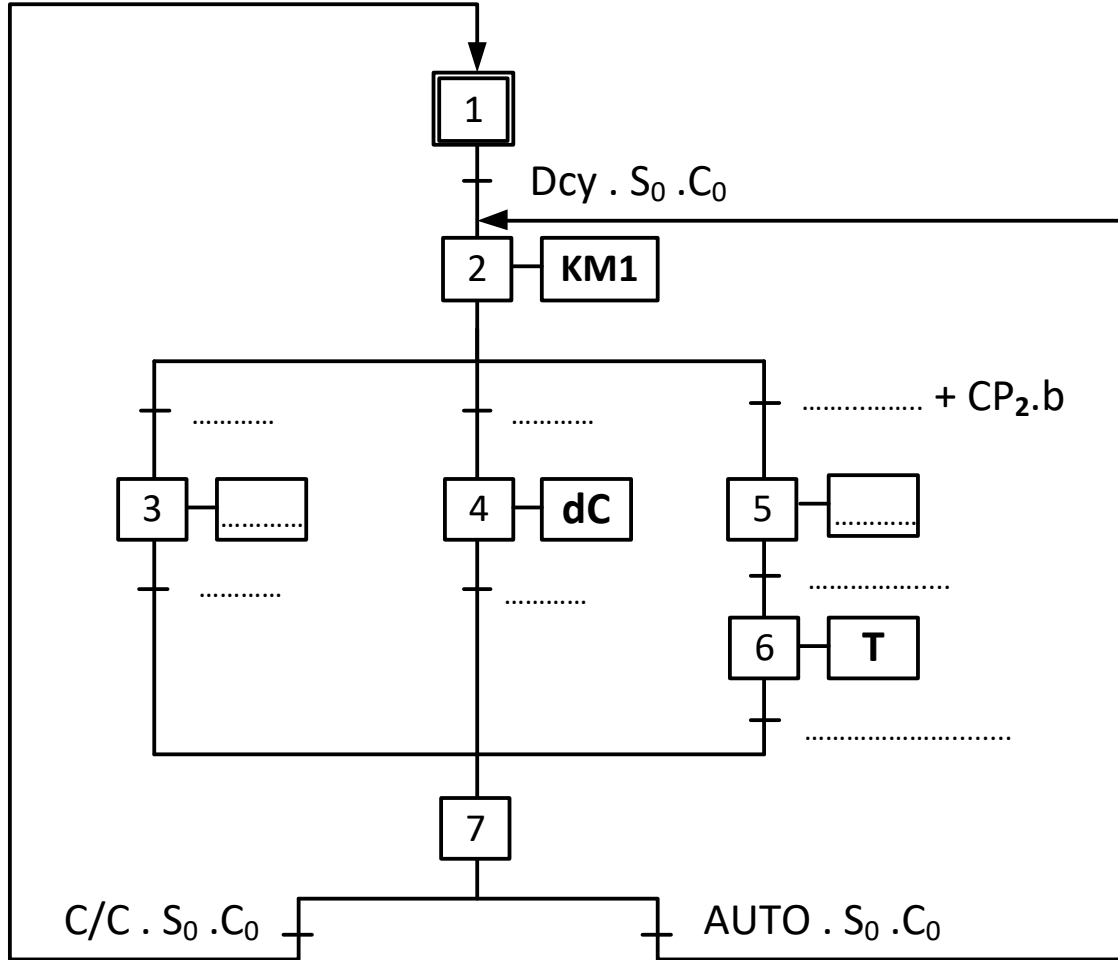 1
Dcy . S₀ .C₀
2 KM1
………… ………… ………..…….. + CP₂.b
3 ………… 4 dC 5 …………
………… ………… ……………......
6 T
……………………........
7
C/C . S₀ .C₀ AUTO . S₀ .C₀